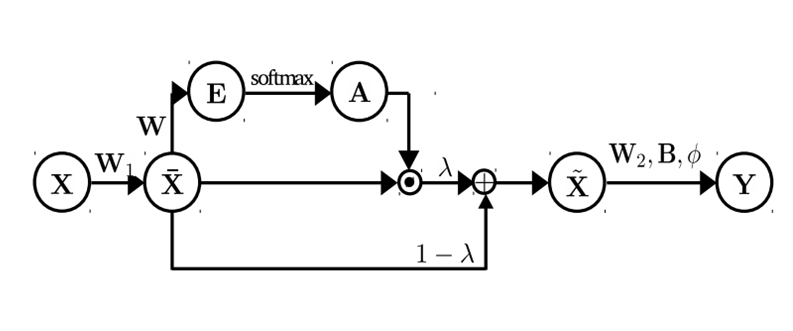 E softmax A
W
X W₁ X̄ λ X̃ W₂, B, ϕ Y
1 − λ